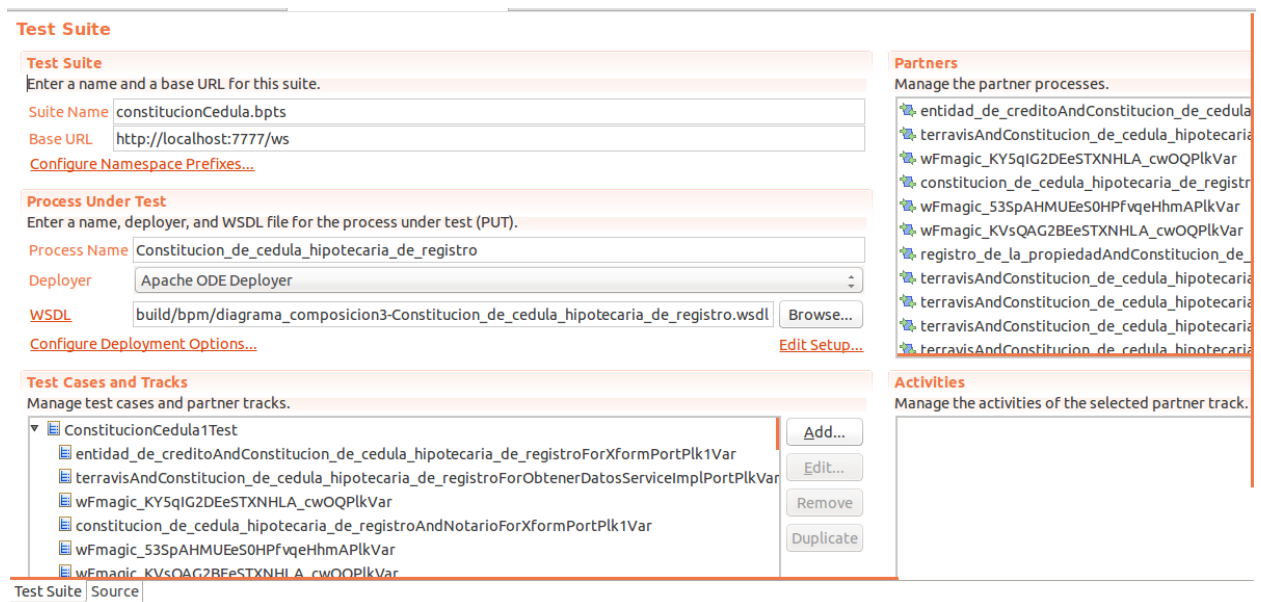 Test Suite
Test Suite
Enter a name and a base URL for this suite.
Suite Name constitucionCedula.bpts
Base URL http://localhost:7777/ws
Configure Namespace Prefixes...
Process Under Test
Enter a name, deployer, and WSDL file for the process under test (PUT).
Process Name Constitucion_de_cedula_hipotecaria_de_registro
Deployer Apache ODE Deployer
WSDL build/bpm/diagrama_composicion3-Constitucion_de_cedula_hipotecaria_de_registro.wsdl Browse...
Configure Deployment Options... Edit Setup...
Test Cases and Tracks
Manage test cases and partner tracks.
ConstitucionCedula1Test
entidad_de_creditoAndConstitucion_de_cedula_hipotecaria_de_registroForXformPortPlk1Var
terravisAndConstitucion_de_cedula_hipotecaria_de_registroForObtenerDatosServiceImplPortPlkVar
wFmagic_KY5qIG2DEeSTXNHLA_cwOQPlkVar
constitucion_de_cedula_hipotecaria_de_registroAndNotarioForXformPortPlk1Var
wFmagic_53SpAHMUEeS0HPfvqeHhmAPlkVar
wFmagic_KVsQAG2BEeSTXNHLA_cwOQPlkVar
Add...
Edit...
Remove
Duplicate
Partners
Manage the partner processes.
entidad_de_creditoAndConstitucion_de_cedula
terravisAndConstitucion_de_cedula_hipotecaria
wFmagic_KY5qIG2DEeSTXNHLA_cwOQPlkVar
constitucion_de_cedula_hipotecaria_de_registr
wFmagic_53SpAHMUEeS0HPfvqeHhmAPlkVar
wFmagic_KVsQAG2BEeSTXNHLA_cwOQPlkVar
registro_de_la_propiedadAndConstitucion_de_
terravisAndConstitucion_de_cedula_hipotecaria
terravisAndConstitucion_de_cedula_hipotecaria
terravisAndConstitucion_de_cedula_hipotecaria
terravisAndConstitucion_de_cedula_hipotecaria
Activities
Manage the activities of the selected partner track.
Test Suite Source